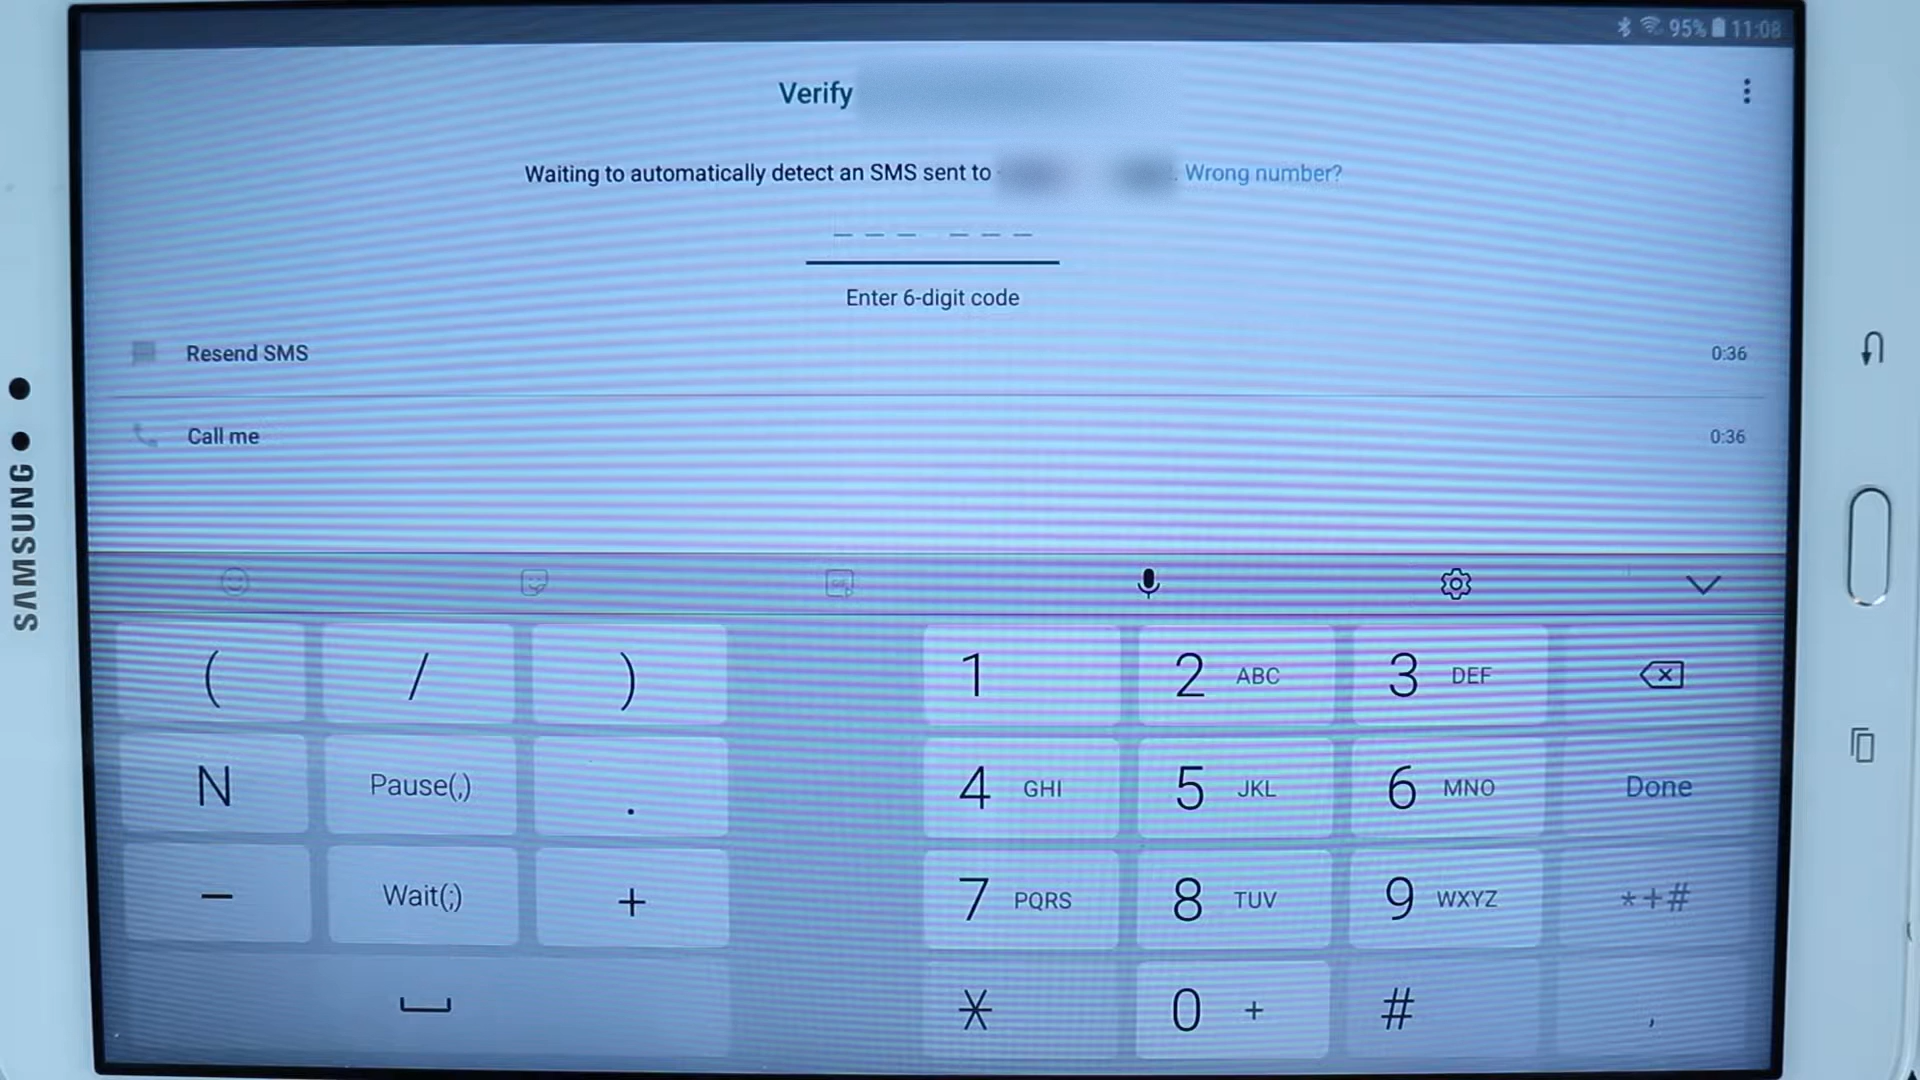 95% 11:08
Verify
Waiting to automatically detect an SMS sent to . Wrong number?
Enter 6-digit code
Resend SMS 0:36
Call me 0:36
SAMSUNG
GIF
( / ) 1 2 ABC 3 DEF
N Pause(,) . 4 GHI 5 JKL 6 MNO Done
- Wait(;) + 7 PQRS 8 TUV 9 WXYZ *+#
* 0 + # ,